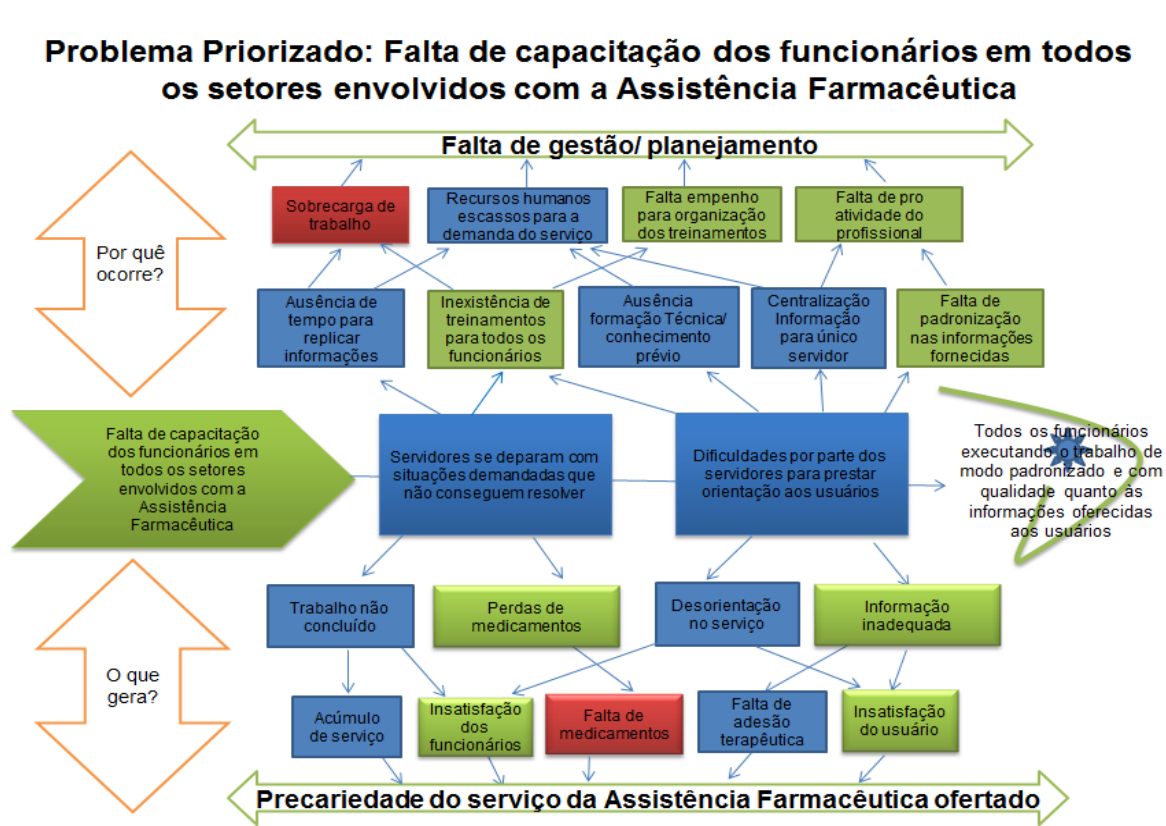 Problema Priorizado: Falta de capacitação dos funcionários em todos
os setores envolvidos com a Assistência Farmacêutica
Falta de gestão/ planejamento
Por quê
ocorre?
Sobrecarga de
trabalho
Recursos humanos
escassos para a
demanda do serviço
Falta empenho
para organização
dos treinamentos
Falta de pro
atividade do
profissional
Ausência de
tempo para
replicar
informações
Inexistência de
treinamentos
para todos os
funcionários
Ausência
formação Técnica/
conhecimento
prévio
Centralização
Informação
para único
servidor
Falta de
padronização
nas informações
fornecidas
Falta de capacitação
dos funcionários em
todos os setores
envolvidos com a
Assistência
Farmacêutica
Servidores se deparam com
situações demandadas que
não conseguem resolver
Dificuldades por parte dos
servidores para prestar
orientação aos usuários
Todos os funcionários
executando o trabalho de
modo padronizado e com
qualidade quanto às
informações oferecidas
aos usuários
O que
gera?
Trabalho não
concluído
Perdas de
medicamentos
Desorientação
no serviço
Informação
inadequada
Acúmulo
de serviço
Insatisfação
dos
funcionários
Falta de
medicamentos
Falta de
adesão
terapêutica
Insatisfação
do usuário
Precariedade do serviço da Assistência Farmacêutica ofertado